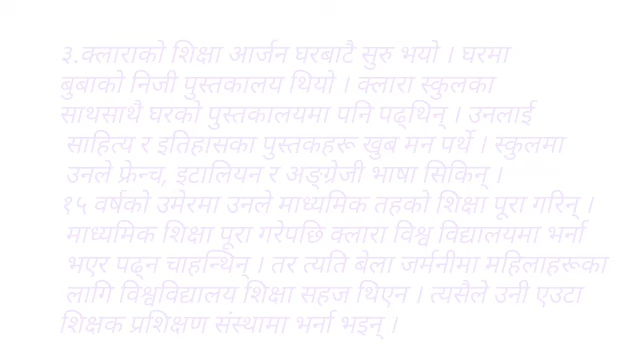 ३.क्लाराको शिक्षा आर्जन घरबाटै सुरु भयो । घरमा
बुबाको निजी पुस्तकालय थियो । क्लारा स्कुलका
साथसाथै घरको पुस्तकालयमा पनि पढ्थिन् । उनलाई
साहित्य र इतिहासका पुस्तकहरू खुब मन पर्थे । स्कुलमा
उनले फ्रेन्च, इटालियन र अङ्ग्रेजी भाषा सिकिन् ।
१५ वर्षको उमेरमा उनले माध्यमिक तहको शिक्षा पूरा गरिन् ।
माध्यमिक शिक्षा पूरा गरेपछि क्लारा विश्व विद्यालयमा भर्ना
भएर पढ्न चाहन्थिन् । तर त्यति बेला जर्मनीमा महिलाहरूका
लागि विश्वविद्यालय शिक्षा सहज थिएन । त्यसैले उनी एउटा
शिक्षक प्रशिक्षण संस्थामा भर्ना भइन् ।